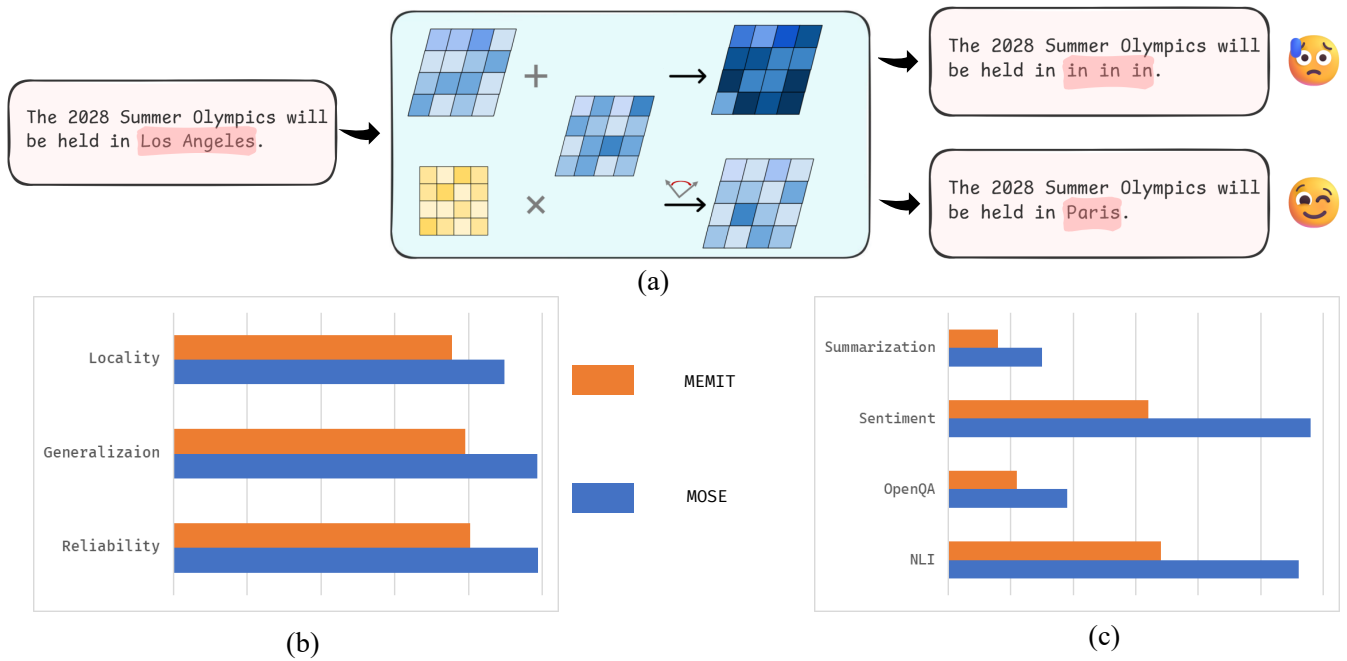 The 2028 Summer Olympics will
be held in Los Angeles.
+
×
The 2028 Summer Olympics will
be held in in in in.
The 2028 Summer Olympics will
be held in Paris.
(a)
Locality
Generalizaion
Reliability
(b)
MEMIT
MOSE
Summarization
Sentiment
OpenQA
NLI
(c)